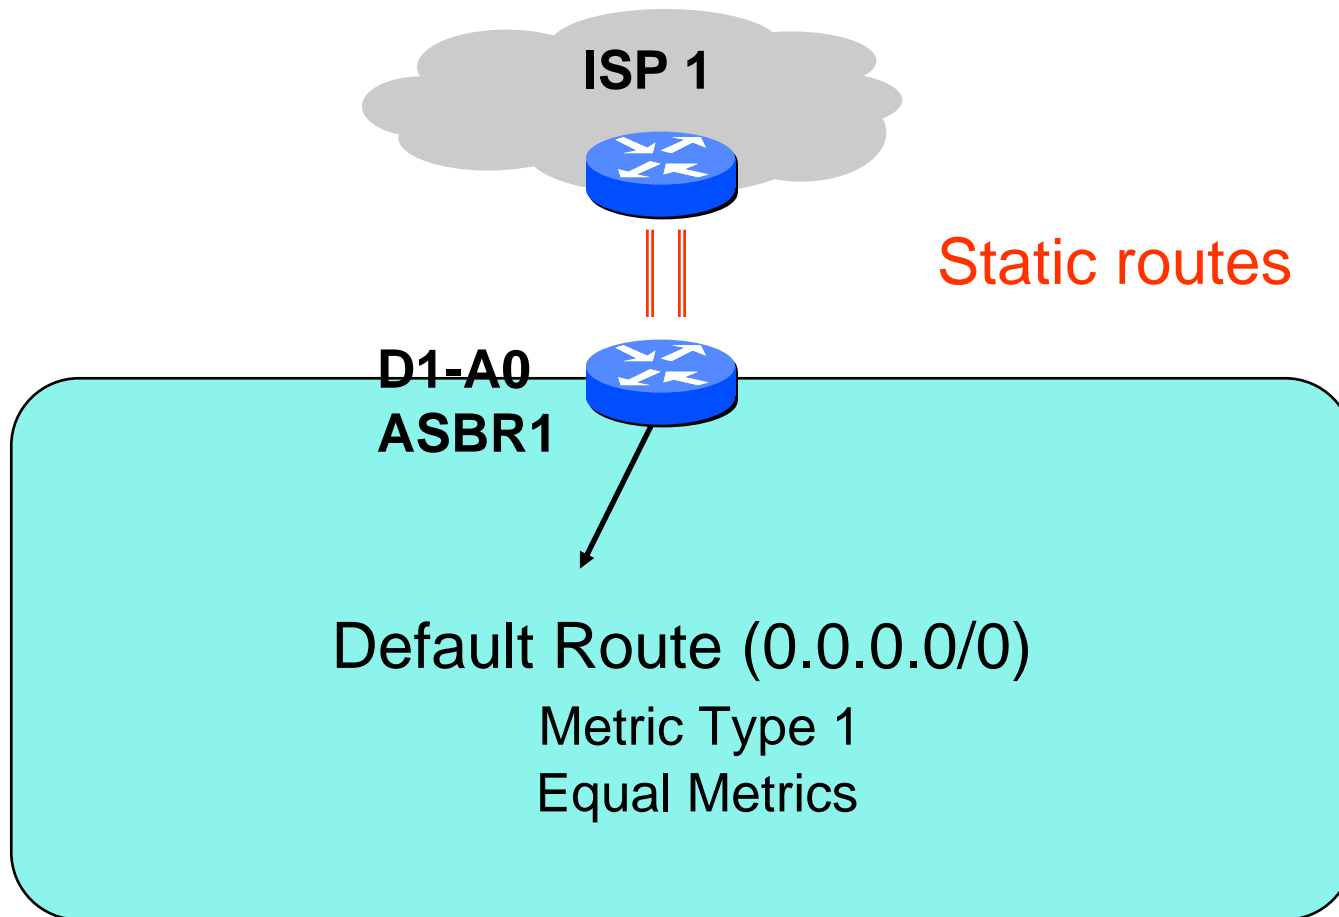 ISP 1
Static routes
D1-A0
ASBR1
Default Route (0.0.0.0/0)
Metric Type 1
Equal Metrics